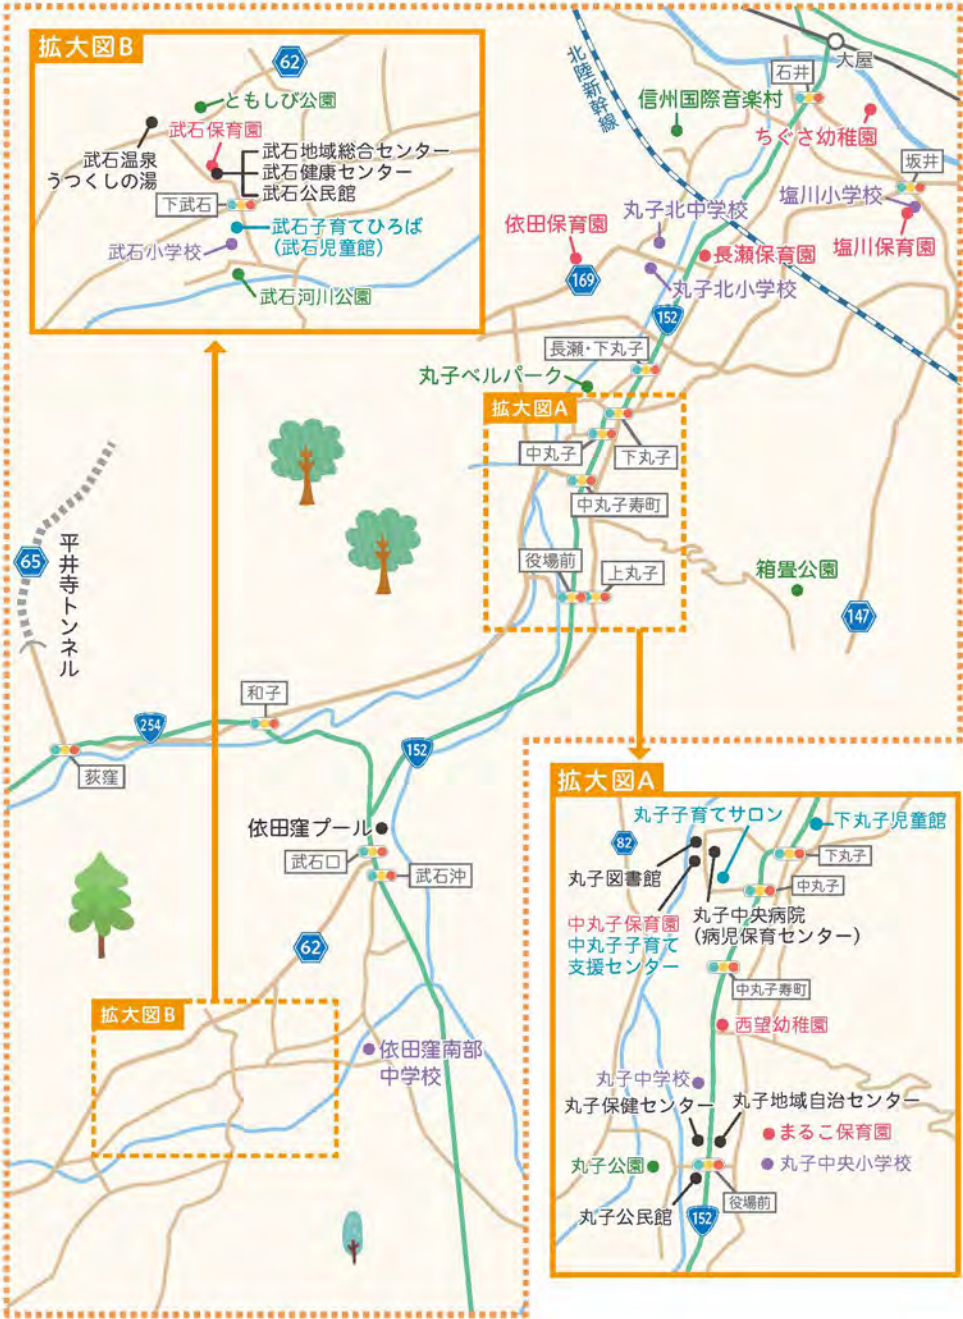 拡大図B
62
ともしび公園
武石保育園
武石温泉
うつくしの湯
武石地域総合センター
武石健康センター
武石公民館
下武石
武石子育てひろば
(武石児童館)
武石小学校
武石河川公園
北陸新幹線
大屋
石井
信州国際音楽村
ちぐさ幼稚園
坂井
塩川小学校
塩川保育園
丸子北中学校
依田保育園
長瀬保育園
169
丸子北小学校
152
長瀬・下丸子
丸子ベルパーク
拡大図A
中丸子
下丸子
中丸子寿町
役場前
上丸子
箱畳公園
147
65
平井寺トンネル
和子
254
荻窪
152
依田窪プール
武石口
武石沖
62
拡大図B
依田窪南部
中学校
拡大図A
丸子子育てサロン
下丸子児童館
82
丸子図書館
下丸子
中丸子
中丸子保育園
中丸子子育て
支援センター
丸子中央病院
(病児保育センター)
中丸子寿町
西望幼稚園
丸子中学校
丸子保健センター
丸子地域自治センター
まるこ保育園
丸子公園
丸子中央小学校
役場前
丸子公民館
152